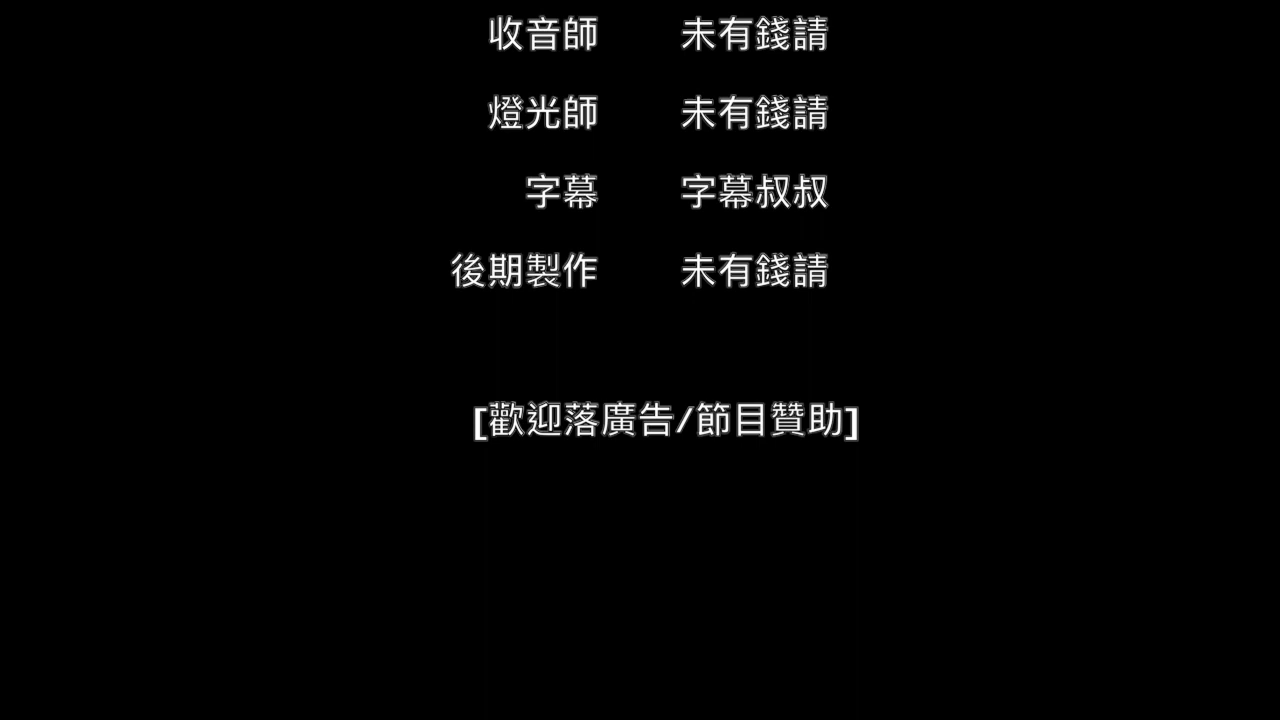 收音師 未有錢請
燈光師 未有錢請
字幕 字幕叔叔
後期製作 未有錢請
[歡迎落廣告/節目贊助]